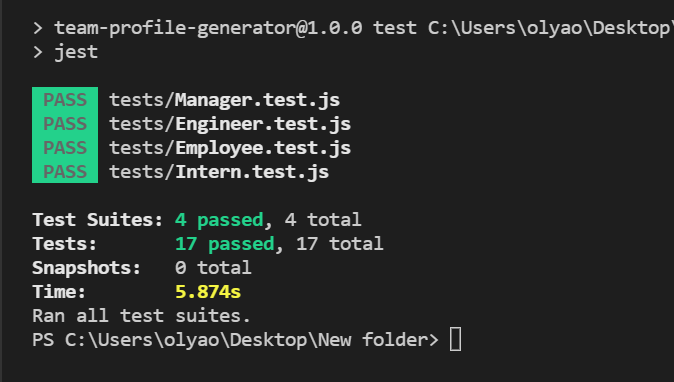 > team-profile-generator@1.0.0 test C:\Users\olyao\Desktop\
> jest
PASS tests/Manager.test.js
PASS tests/Engineer.test.js
PASS tests/Employee.test.js
PASS tests/Intern.test.js
Test Suites: 4 passed, 4 total
Tests: 17 passed, 17 total
Snapshots: 0 total
Time: 5.874s
Ran all test suites.
PS C:\Users\olyao\Desktop\New folder>